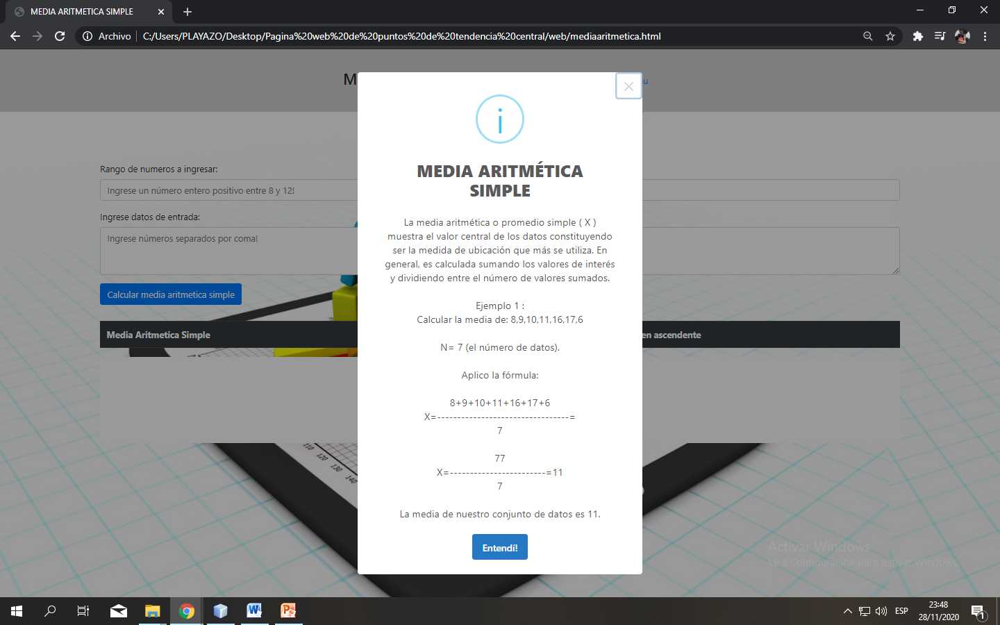 MEDIA ARITMETICA SIMPLE
Archivo
C:/Users/PLAYAZO/Desktop/Pagina%20web%20de%20puntos%20de%20tendencia%20central/web/mediaaritmetica.html
M
u
Rango de numeros a ingresar:
Ingrese un número entero positivo entre 8 y 12!
Ingrese datos de entrada:
Ingrese números separados por coma!
Calcular media aritmetica simple
Media Aritmetica Simple
en ascendente
i
MEDIA ARITMÉTICA
SIMPLE
La media aritmética o promedio simple ( X )
muestra el valor central de los datos constituyendo
ser la medida de ubicación que más se utiliza. En
general, es calculada sumando los valores de interés
y dividiendo entre el número de valores sumados.
Ejemplo 1 :
Calcular la media de: 8,9,10,11,16,17,6
N= 7 (el número de datos).
Aplico la fórmula:
8+9+10+11+16+17+6
X=---------------------------------=
7
77
X=------------------------=11
7
La media de nuestro conjunto de datos es 11.
Entendí!
110
120
130
140
Activar Windows
Ve a Configuración para activar Windows.
ESP
23:48
28/11/2020
1